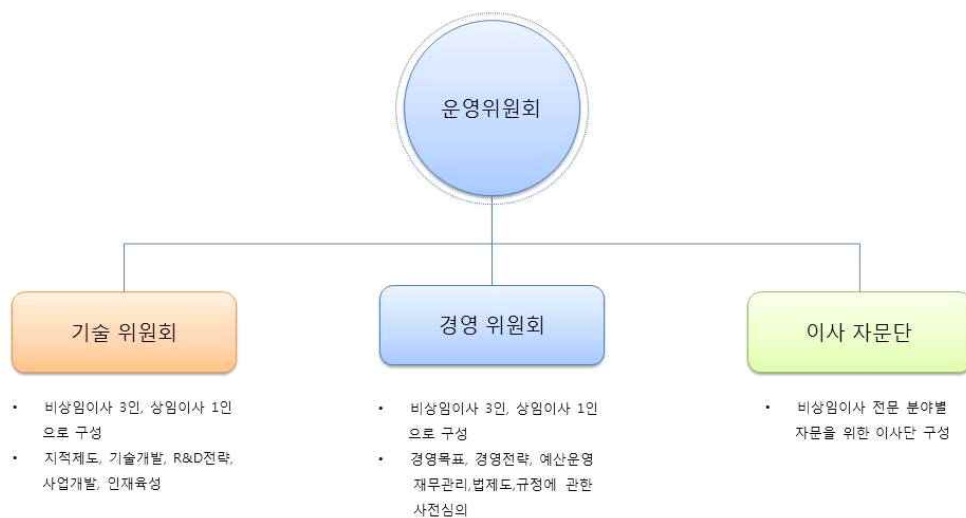 운영위원회
기술 위원회
• 비상임이사 3인, 상임이사 1인
으로 구성
• 지적제도, 기술개발, R&D전략,
사업개발, 인재육성
경영 위원회
• 비상임이사 3인, 상임이사 1인
으로 구성
• 경영목표, 경영전략, 예산운영
재무관리,법제도,규정에 관한
사전심의
이사 자문단
• 비상임이사 전문 분야별
자문을 위한 이사단 구성